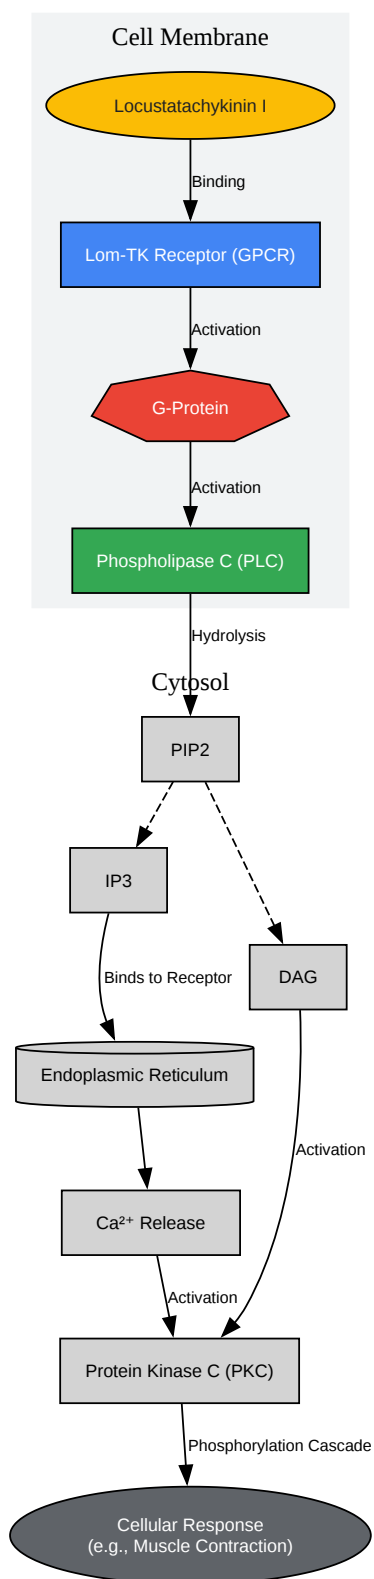 Cell Membrane
Locustatachykinin I
Binding
Lom-TK Receptor (GPCR)
Activation
G-Protein
Activation
Phospholipase C (PLC)
Hydrolysis
Cytosol
PIP2
IP3
DAG
Binds to Receptor
Endoplasmic Reticulum
Activation
Ca²⁺ Release
Activation
Protein Kinase C (PKC)
Phosphorylation Cascade
Cellular Response
(e.g., Muscle Contraction)